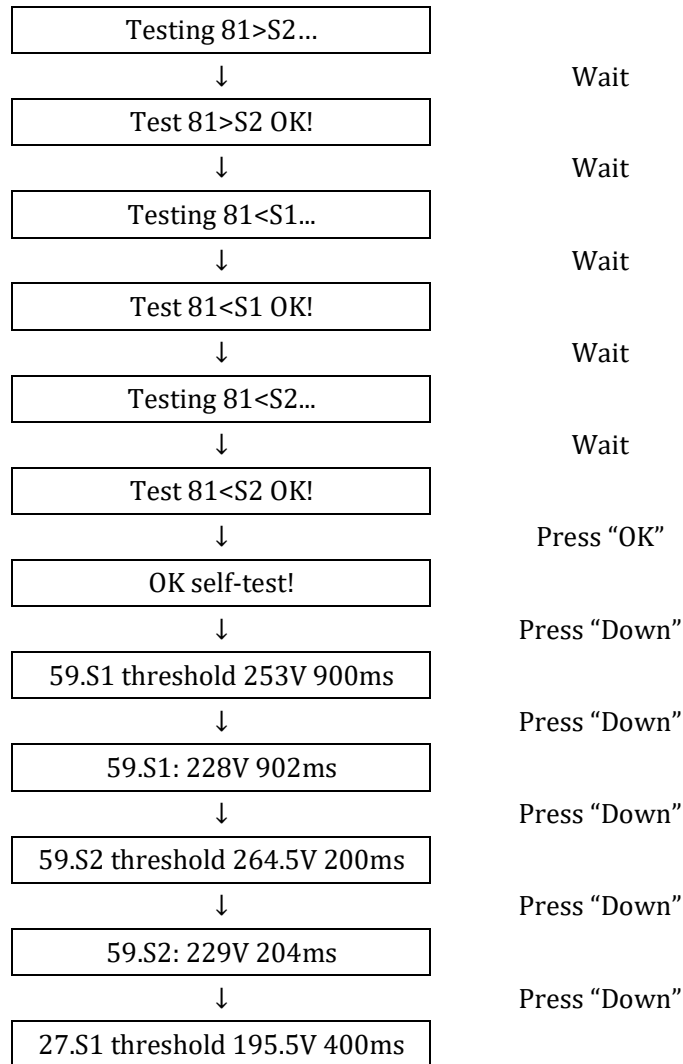 Testing 81>S2…
↓ Wait
Test 81>S2 OK!
↓ Wait
Testing 81<S1...
↓ Wait
Test 81<S1 OK!
↓ Wait
Testing 81<S2...
↓ Wait
Test 81<S2 OK!
↓ Press “OK”
OK self-test!
↓ Press “Down”
59.S1 threshold 253V 900ms
↓ Press “Down”
59.S1: 228V 902ms
↓ Press “Down”
59.S2 threshold 264.5V 200ms
↓ Press “Down”
59.S2: 229V 204ms
↓ Press “Down”
27.S1 threshold 195.5V 400ms